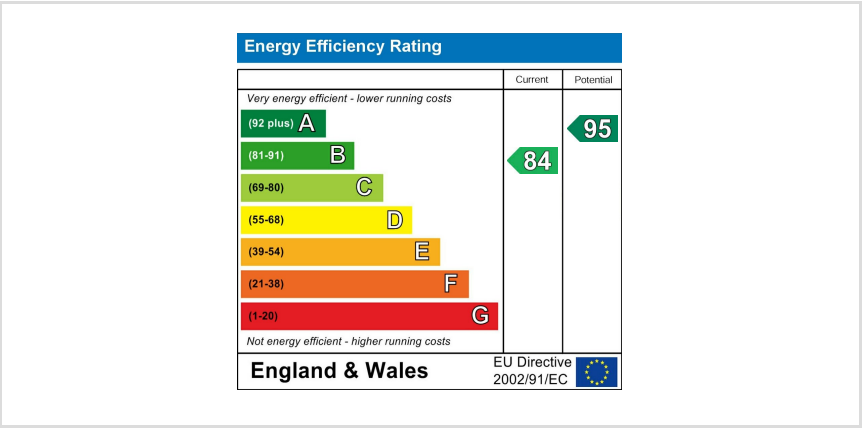 Energy Efficiency Rating
Current Potential
Very energy efficient - lower running costs
(92 plus) A
95
(81-91) B
84
(69-80) C
(55-68) D
(39-54) E
(21-38) F
(1-20) G
Not energy efficient - higher running costs
England & Wales
EU Directive
2002/91/EC